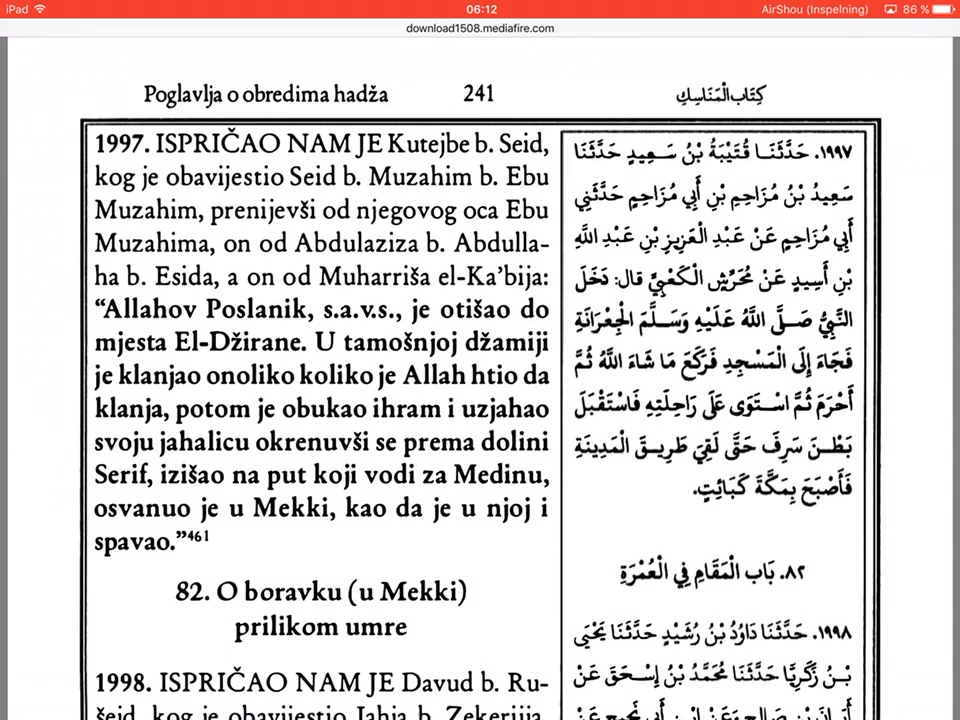 iPad 06:12 AirShou (Inspelning) 86 %
download1508.mediafire.com
Poglavlja o obredima hadža 241 كِتَاب الْمَنَاسِكِ
1997. ISPRIČAO NAM JE Kutejbe b. Seid,
kog je obavijestio Seid b. Muzahim b. Ebu
Muzahim, prenijevši od njegovog oca Ebu
Muzahima, on od Abdulaziza b. Abdulla-
ha b. Esida, a on od Muharriša el-Ka’bija:
“Allahov Poslanik, s.a.v.s., je otišao do
mjesta El-Džirane. U tamošnjoj džamiji
je klanjao onoliko koliko je Allah htio da
klanja, potom je obukao ihram i uzjahao
svoju jahalicu okrenuvši se prema dolini
Serif, izišao na put koji vodi za Medinu,
osvanuo je u Mekki, kao da je u njoj i
spavao.”461
82. O boravku (u Mekki)
prilikom umre
1998. ISPRIČAO NAM JE Davud b. Ru-
šejd, kog je obavijestio Jahja b. Zekerijja,
١٩٩٧. حَدَّثَنَا قُتَيْبَةُ بْنُ سَعِيدٍ حَدَّثَنَا
سَعِيدُ بْنُ مُزَاحِمِ بْنِ أَبِي مُزَاحِمٍ حَدَّثَنِي
أَبِي مُزَاحِمٍ عَنْ عَبْدِ الْعَزِيزِ بْنِ عَبْدِ اللَّهِ
بْنِ أَسِيدٍ عَنْ مُحَرِّشٍ الْكَعْبِيِّ قال: دَخَلَ
النَّبِيُّ صَلَّى اللَّهُ عَلَيْهِ وَسَلَّمَ الْجِعْرَانَةِ
فَجَاءَ إِلَى الْمَسْجِدِ فَرَكَعَ مَا شَاءَ اللَّهُ ثُمَّ
أَحْرَمَ ثُمَّ اسْتَوَى عَلَى رَاحِلَتِهِ فَاسْتَقْبَلَ
بَطْنَ سَرِفَ حَتَّى لَقِيَ طَرِيقَ الْمَدِينَةِ
فَأَصْبَحَ بِمَكَّةَ كَبَائِتٍ.
٨٢. بَاب الْمَقَامِ فِي الْعُمْرَةِ
١٩٩٨. حَدَّثَنَا دَاوُدُ بْنُ رُشَيْدٍ حَدَّثَنَا يَحْيَى
بْنُ زَكَرِيَّا حَدَّثَنَا مُحَمَّدُ بْنُ إِسْحَقَ عَنْ